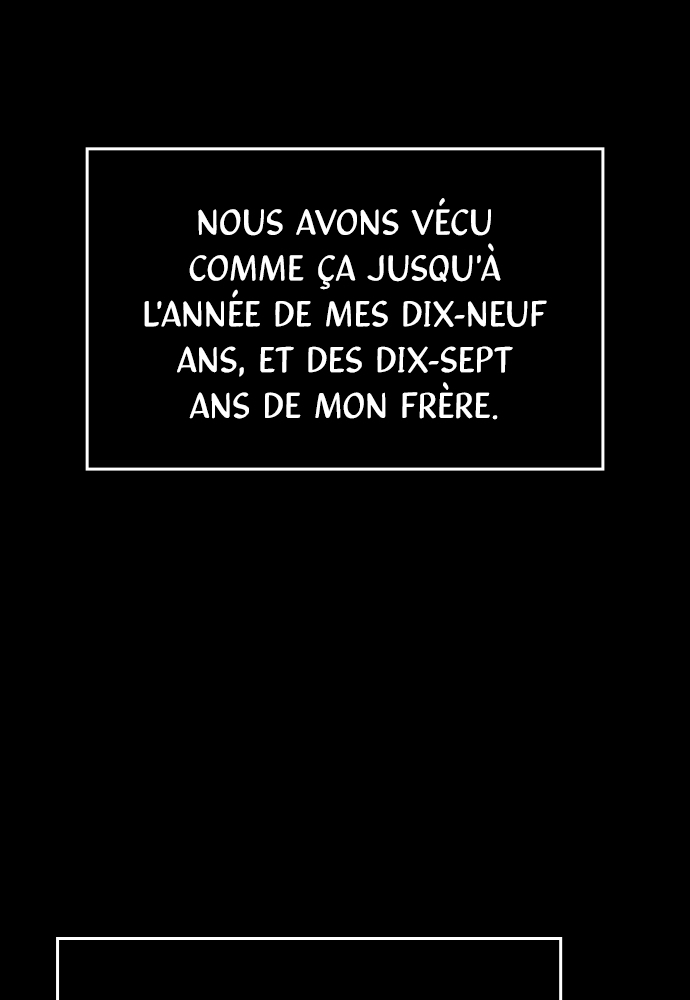 NOUS AVONS VÉCU
COMME ÇA JUSQU'À
L'ANNÉE DE MES DIX-NEUF
ANS, ET DES DIX-SEPT
ANS DE MON FRÈRE.